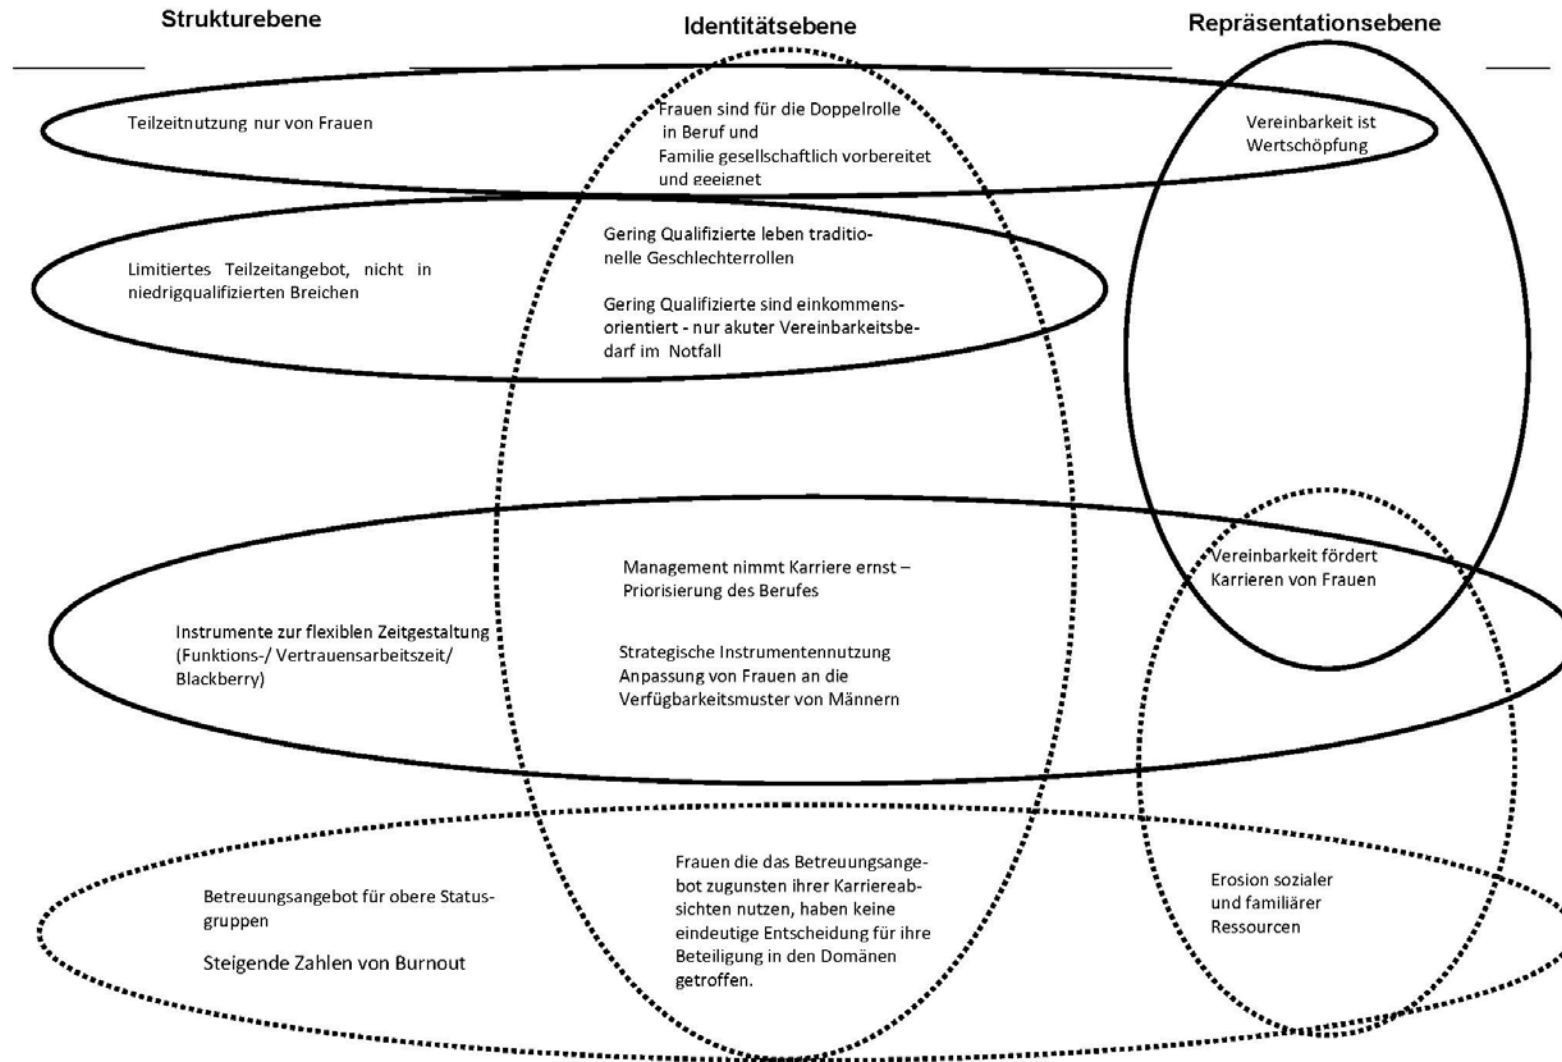 Strukturebene
Identitätsebene
Repräsentationsebene
Teilzeitnutzung nur von Frauen
Frauen sind für die Doppelrolle
in Beruf und
Familie gesellschaftlich vorbereitet
und geeignet
Vereinbarkeit ist
Wertschöpfung
Limitiertes Teilzeitangebot, nicht in
niedrigqualifizierten Breichen
Gering Qualifizierte leben traditio-
nelle Geschlechterrollen
Gering Qualifizierte sind einkommens-
orientiert - nur akuter Vereinbarkeitsbe-
darf im Notfall
Instrumente zur flexiblen Zeitgestaltung
(Funktions-/ Vertrauensarbeitszeit/
Blackberry)
Management nimmt Karriere ernst –
Priorisierung des Berufes
Strategische Instrumentennutzung
Anpassung von Frauen an die
Verfügbarkeitsmuster von Männern
Vereinbarkeit fördert
Karrieren von Frauen
Betreuungsangebot für obere Status-
gruppen
Steigende Zahlen von Burnout
Frauen die das Betreuungsange-
bot zugunsten ihrer Karriereab-
sichten nutzen, haben keine
eindeutige Entscheidung für ihre
Beteiligung in den Domänen
getroffen.
Erosion sozialer
und familiärer
Ressourcen